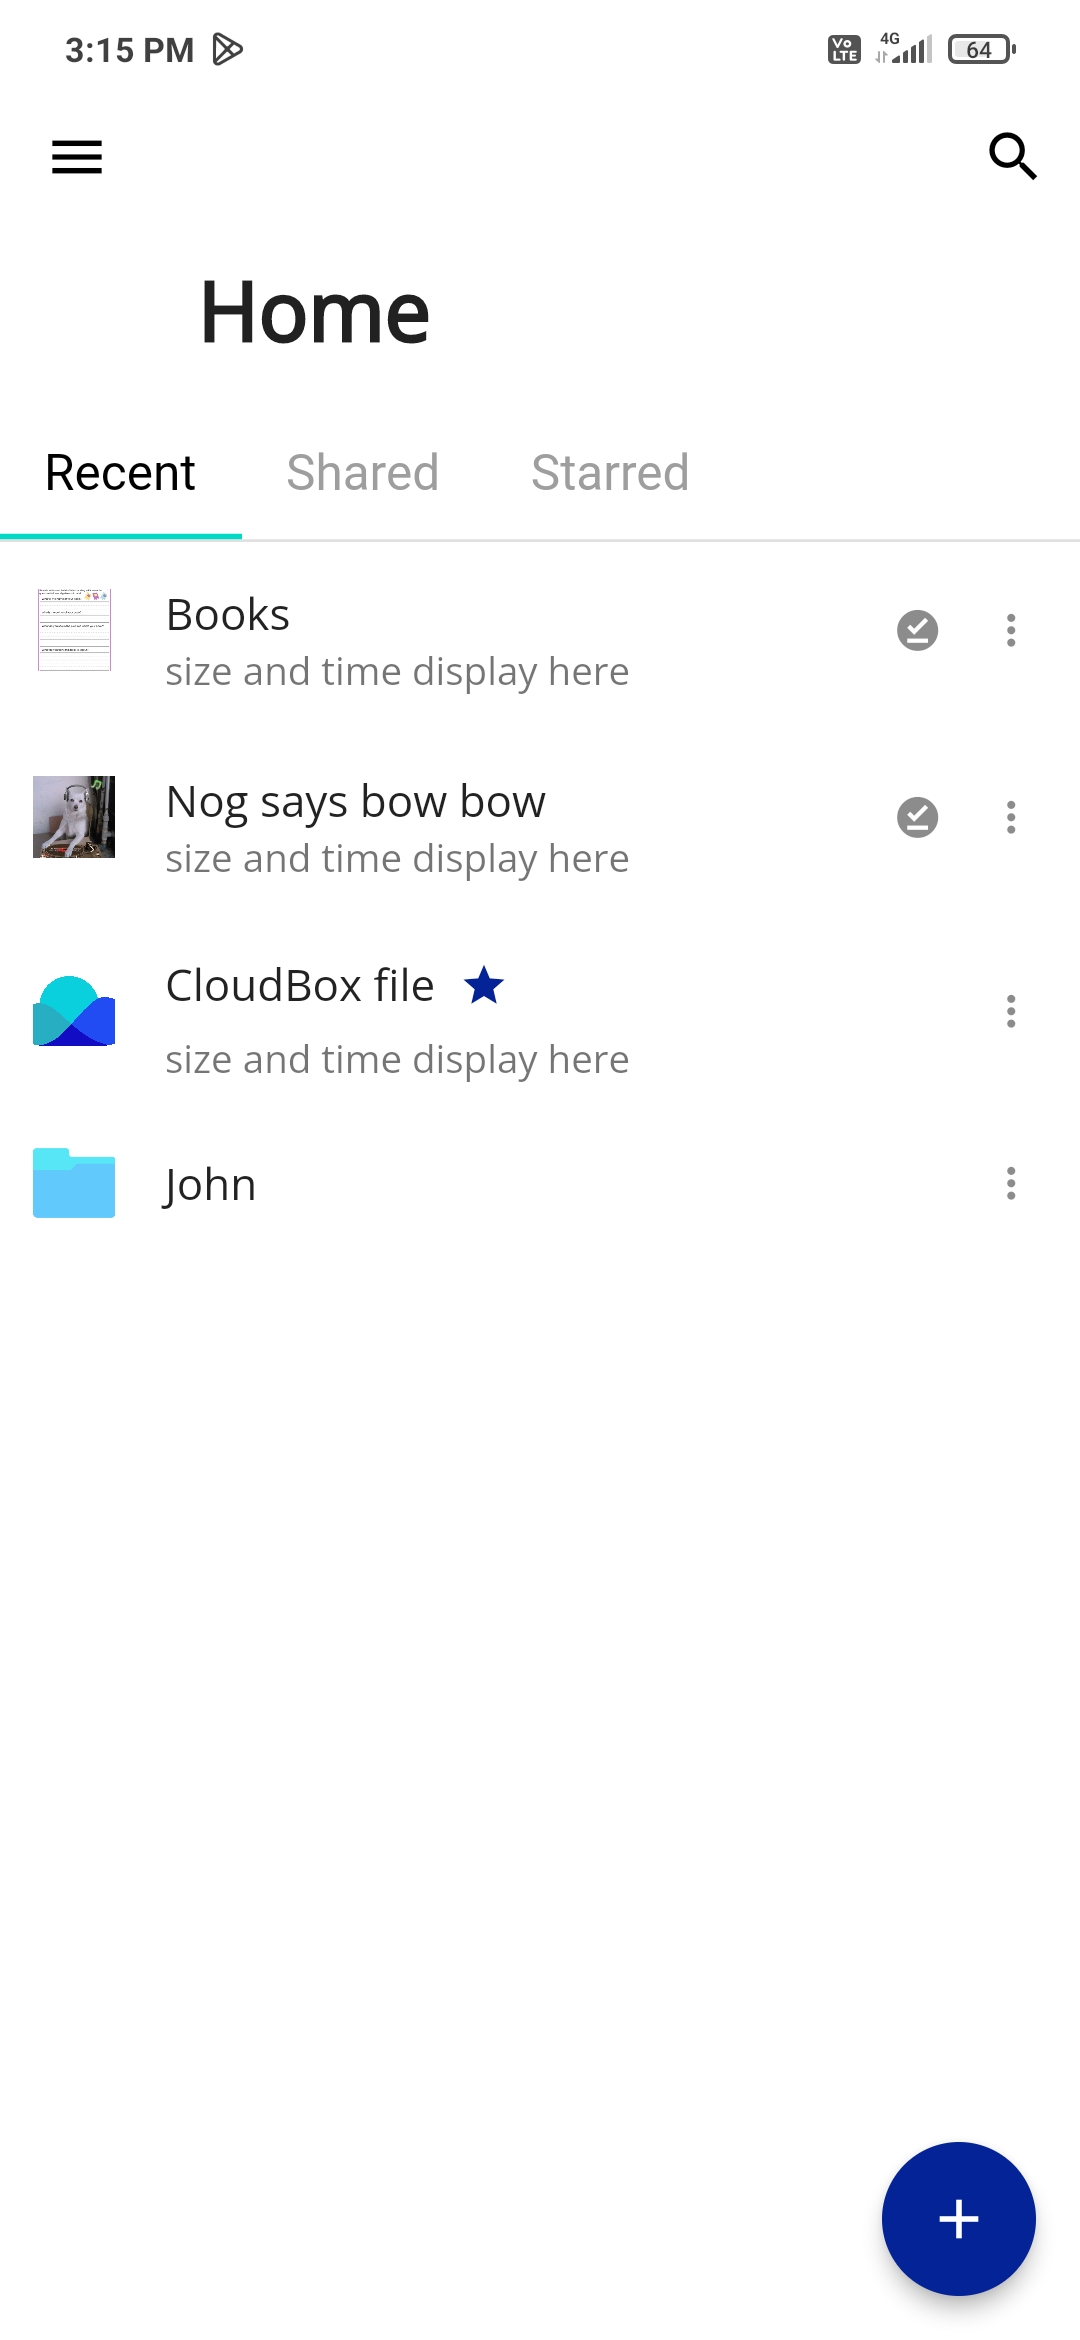 3:15 PM
Vo LTE
4G
64
Home
Recent Shared Starred
Books
size and time display here
Nog says bow bow
size and time display here
CloudBox file
size and time display here
John